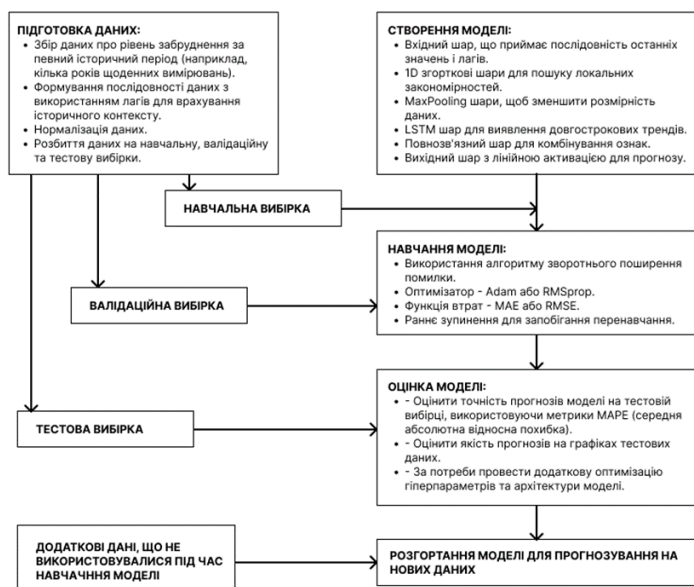 ПІДГОТОВКА ДАНИХ:
• Збір даних про рівень забруднення за
певний історичний період (наприклад,
кілька років щоденних вимірювань).
• Формування послідовності даних з
використанням лагів для врахування
історичного контексту.
• Нормалізація даних.
• Розбиття даних на навчальну, валідаційну
та тестову вибірки.
СТВОРЕННЯ МОДЕЛІ:
• Вхідний шар, що приймає послідовність останніх
значень і лагів.
• 1D згорткові шари для пошуку локальних
закономірностей.
• MaxPooling шари, щоб зменшити розмірність
даних.
• LSTM шар для виявлення довгострокових трендів.
• Повнозв'язний шар для комбінування ознак.
• Вихідний шар з лінійною активацією для прогнозу.
НАВЧАЛЬНА ВИБІРКА
НАВЧАННЯ МОДЕЛІ:
• Використання алгоритму зворотнього поширення
помилки.
• Оптимізатор - Adam або RMSprop.
• Функція втрат - MAE або RMSE.
• Раннє зупинення для запобігання перенавчання.
ВАЛІДАЦІЙНА ВИБІРКА
ОЦІНКА МОДЕЛІ:
• - Оцінити точність прогнозів моделі на тестовій
вибірці, використовуючи метрики MAPE (середня
абсолютна відносна похибка).
• - Оцінити якість прогнозів на графіках тестових
даних.
• - За потреби провести додаткову оптимізацію
гіперпараметрів та архітектури моделі.
ТЕСТОВА ВИБІРКА
ДОДАТКОВІ ДАНІ, ЩО НЕ
ВИКОРИСТОВУВАЛИСЯ ПІД ЧАС
НАВЧАЧННЯ МОДЕЛІ
РОЗГОРТАННЯ МОДЕЛІ ДЛЯ ПРОГНОЗУВАННЯ НА
НОВИХ ДАНИХ